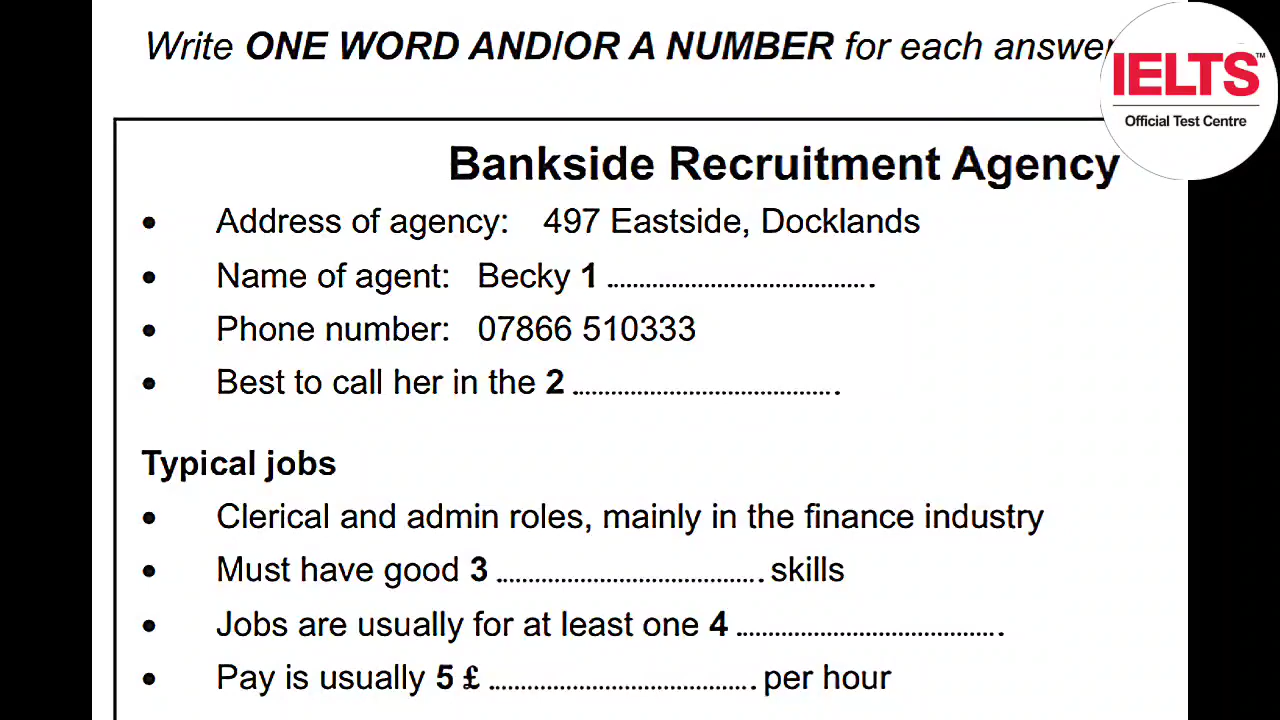 Write ONE WORD AND/OR A NUMBER for each answer
IELTS™
Official Test Centre
Bankside Recruitment Agency
• Address of agency: 497 Eastside, Docklands
• Name of agent: Becky 1 ........................................
• Phone number: 07866 510333
• Best to call her in the 2 ........................................
Typical jobs
• Clerical and admin roles, mainly in the finance industry
• Must have good 3 ........................................ skills
• Jobs are usually for at least one 4 ........................................
• Pay is usually 5 £ ........................................ per hour